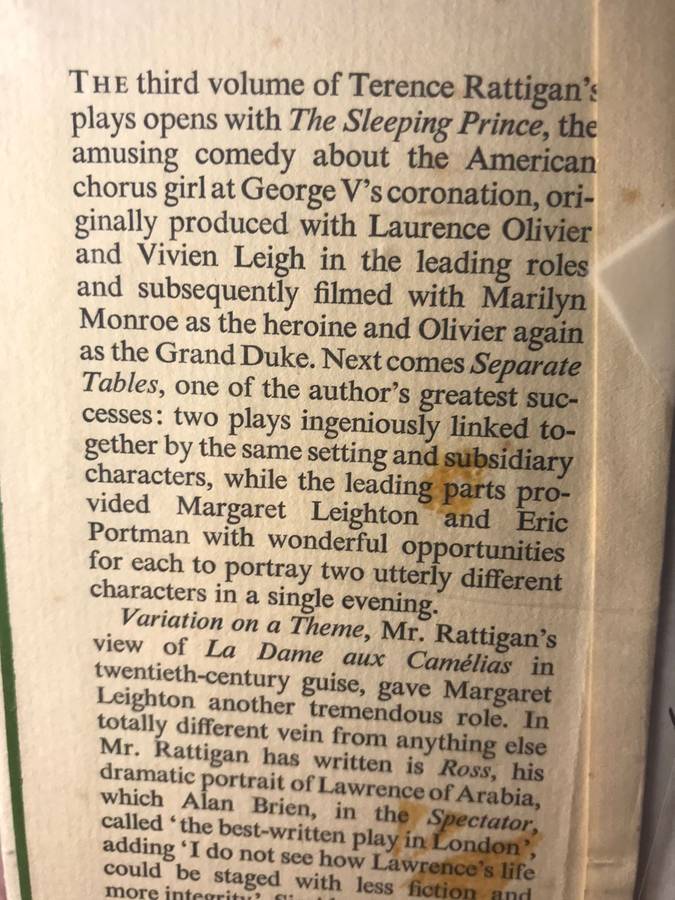 THE third volume of Terence Rattigan's
plays opens with The Sleeping Prince, the
amusing comedy about the American
chorus girl at George V's coronation, ori-
ginally produced with Laurence Olivier
and Vivien Leigh in the leading roles
and subsequently filmed with Marilyn
Monroe as the heroine and Olivier again
as the Grand Duke. Next comes Separate
Tables, one of the author's greatest suc-
cesses: two plays ingeniously linked to-
gether by the same setting and subsidiary
characters, while the leading parts pro-
vided Margaret Leighton and Eric
Portman with wonderful opportunities
for each to portray two utterly different
characters in a single evening.
Variation on a Theme, Mr. Rattigan's
view of La Dame aux Camélias in
twentieth-century guise, gave Margaret
Leighton another tremendous role. In
totally different vein from anything else
Mr. Rattigan has written is Ross, his
dramatic portrait of Lawrence of Arabia,
which Alan Brien, in the Spectator,
called ‘the best-written play in London’,
adding ‘I do not see how Lawrence's life
could be staged with less fiction and
more integrity’.